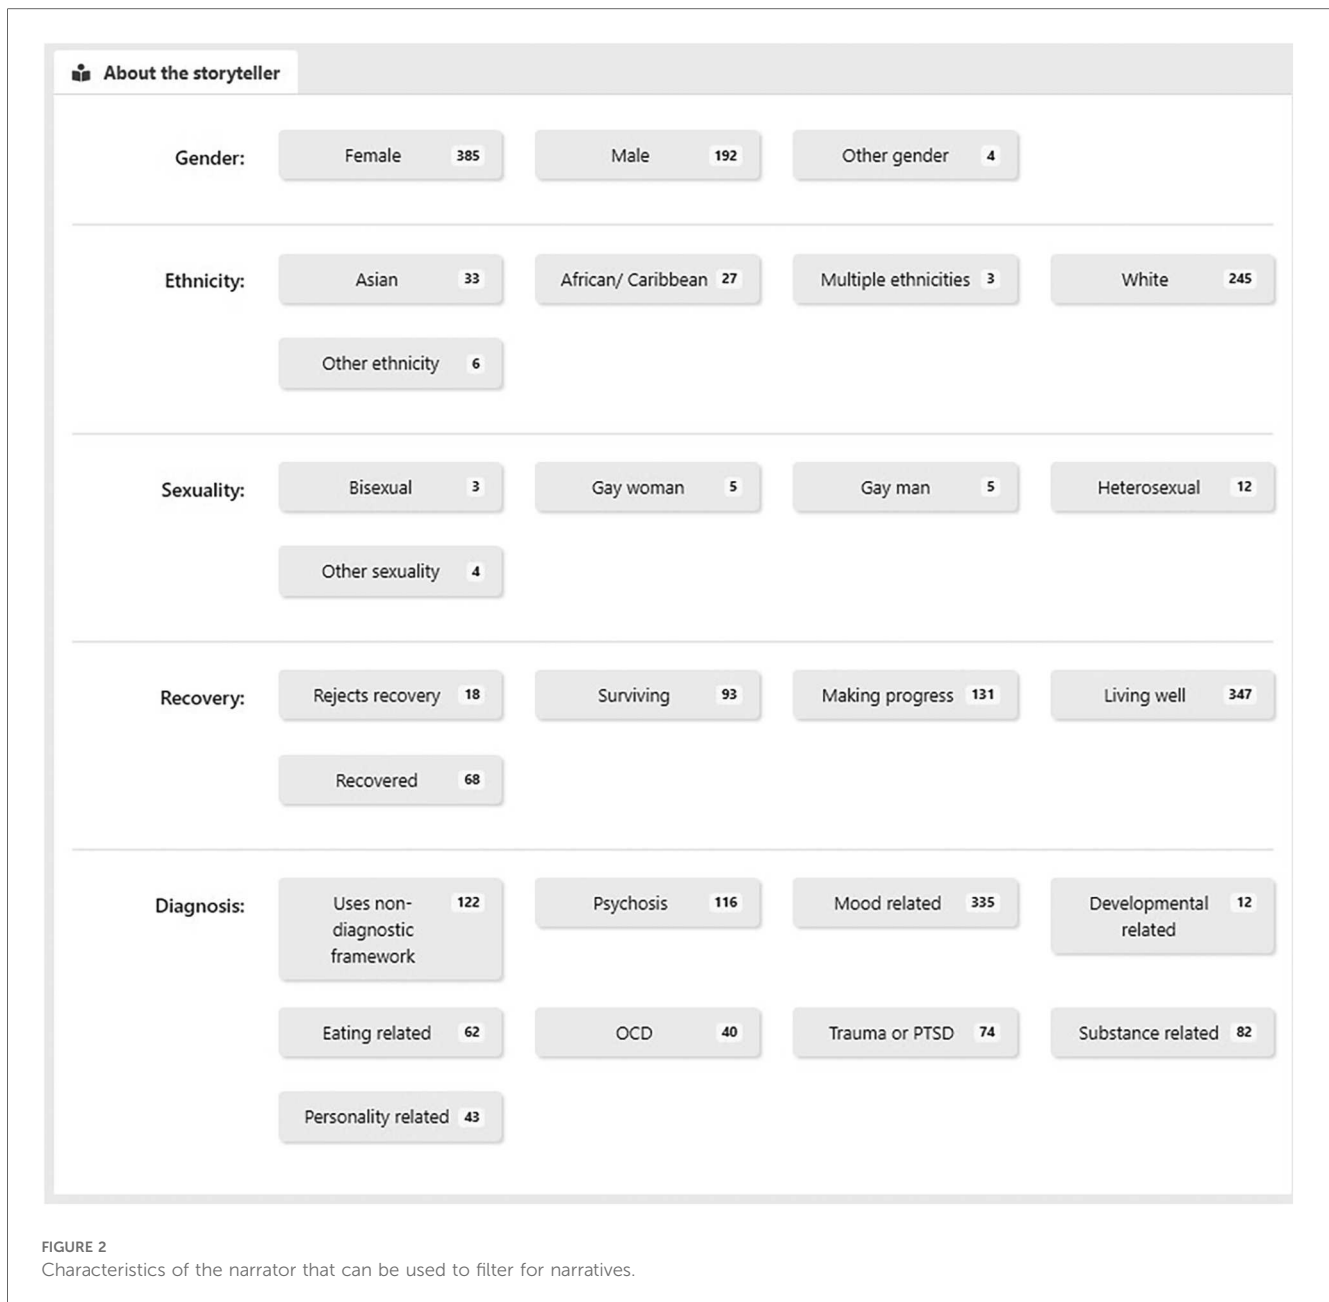 About the storyteller
Gender: Female 385 Male 192 Other gender 4
Ethnicity: Asian 33 African/ Caribbean 27 Multiple ethnicities 3 White 245
Other ethnicity 6
Sexuality: Bisexual 3 Gay woman 5 Gay man 5 Heterosexual 12
Other sexuality 4
Recovery: Rejects recovery 18 Surviving 93 Making progress 131 Living well 347
Recovered 68
Diagnosis: Uses non- 122 Psychosis 116 Mood related 335 Developmental 12
diagnostic related
framework
Eating related 62 OCD 40 Trauma or PTSD 74 Substance related 82
Personality related 43
FIGURE 2
Characteristics of the narrator that can be used to filter for narratives.